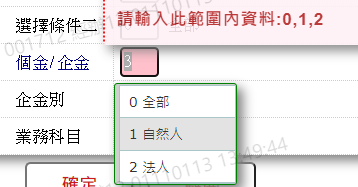 選擇條件二
請輸入此範圍內資料:0,1,2
個金/企金 3
企金別
0 全部
1 自然人
業務科目
2 法人
確定